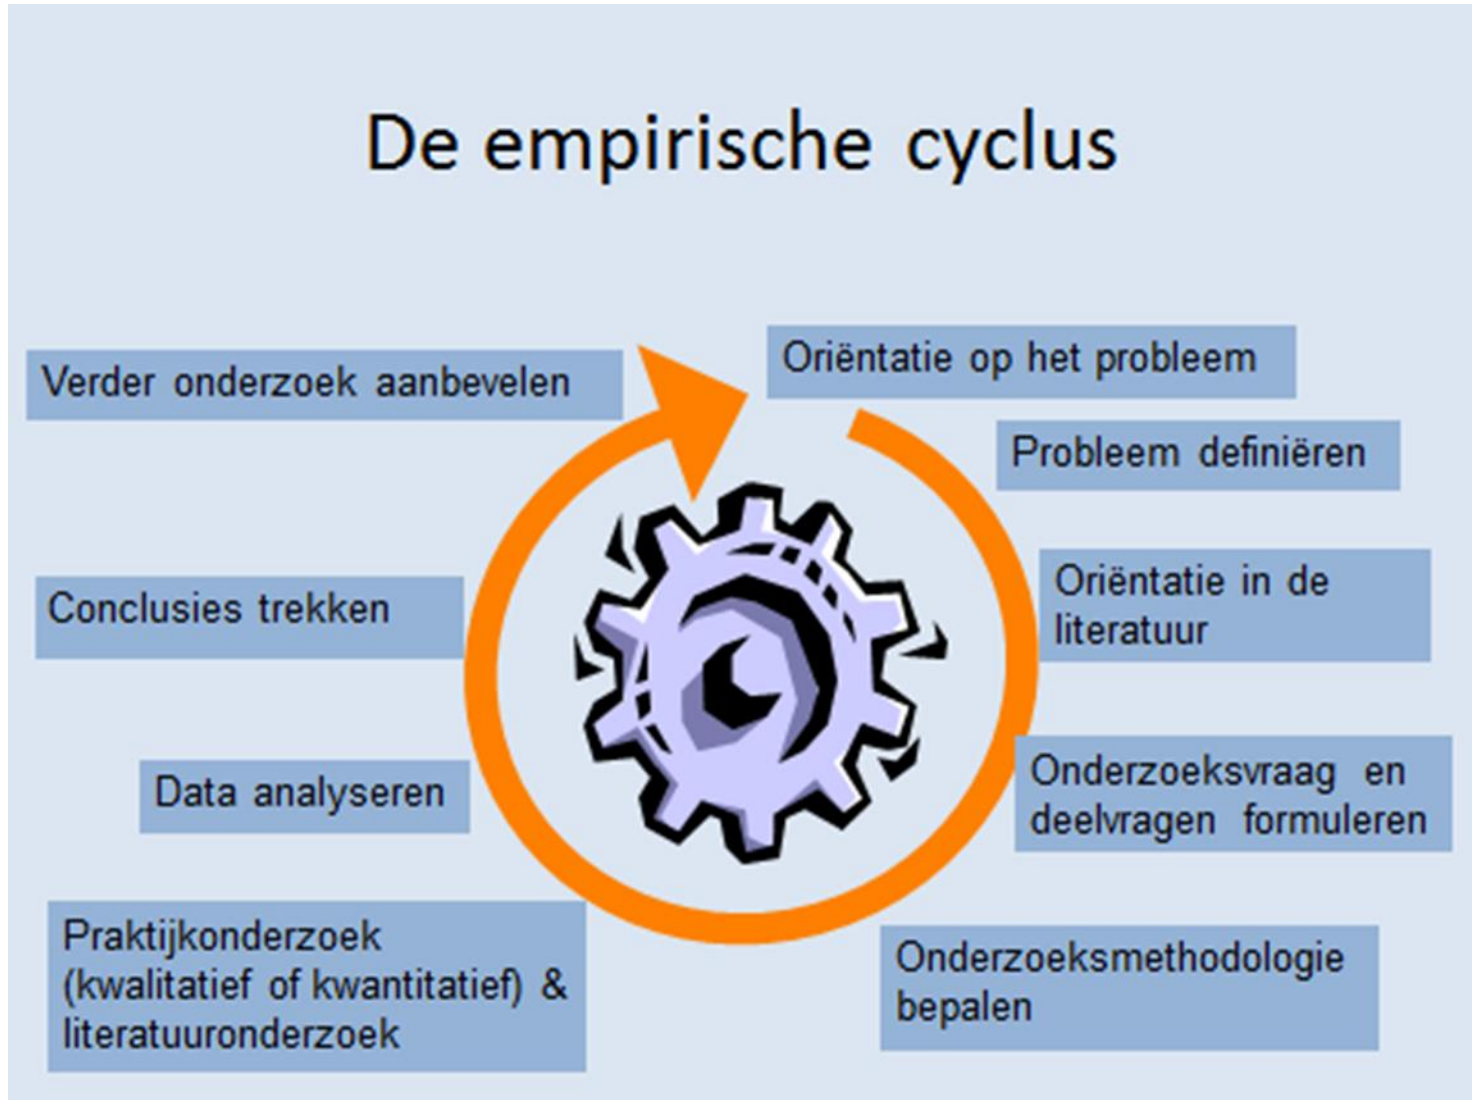 De empirische cyclus
Oriëntatie op het probleem
Probleem definiëren
Oriëntatie in de
literatuur
Onderzoeksvraag en
deelvragen formuleren
Onderzoeksmethodologie
bepalen
Praktijkonderzoek
(kwalitatief of kwantitatief) &
literatuuronderzoek
Data analyseren
Conclusies trekken
Verder onderzoek aanbevelen